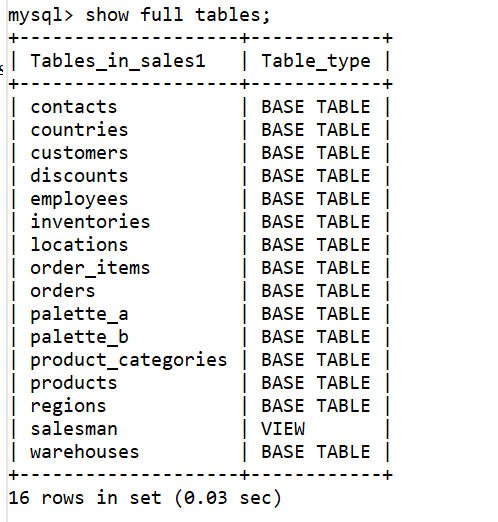 mysql> show full tables;
+--------------------+------------+
| Tables_in_sales1   | Table_type |
+--------------------+------------+
| contacts           | BASE TABLE |
| countries          | BASE TABLE |
| customers          | BASE TABLE |
| discounts          | BASE TABLE |
| employees          | BASE TABLE |
| inventories        | BASE TABLE |
| locations          | BASE TABLE |
| order_items        | BASE TABLE |
| orders             | BASE TABLE |
| palette_a          | BASE TABLE |
| palette_b          | BASE TABLE |
| product_categories | BASE TABLE |
| products           | BASE TABLE |
| regions            | BASE TABLE |
| salesman           | VIEW       |
| warehouses         | BASE TABLE |
+--------------------+------------+
16 rows in set (0.03 sec)